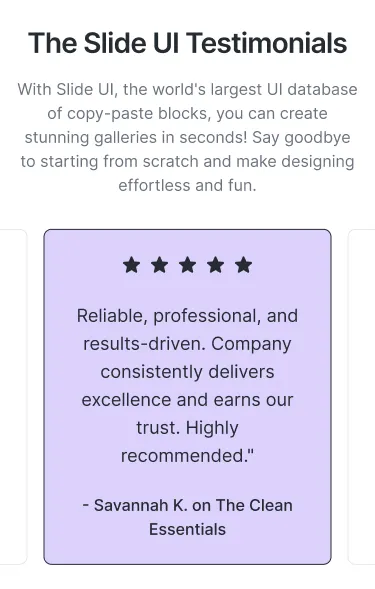 The Slide UI Testimonials
With Slide UI, the world's largest UI database
of copy-paste blocks, you can create
stunning galleries in seconds! Say goodbye
to starting from scratch and make designing
effortless and fun.
Reliable, professional, and
results-driven. Company
consistently delivers
excellence and earns our
trust. Highly
recommended."
- Savannah K. on The Clean
Essentials